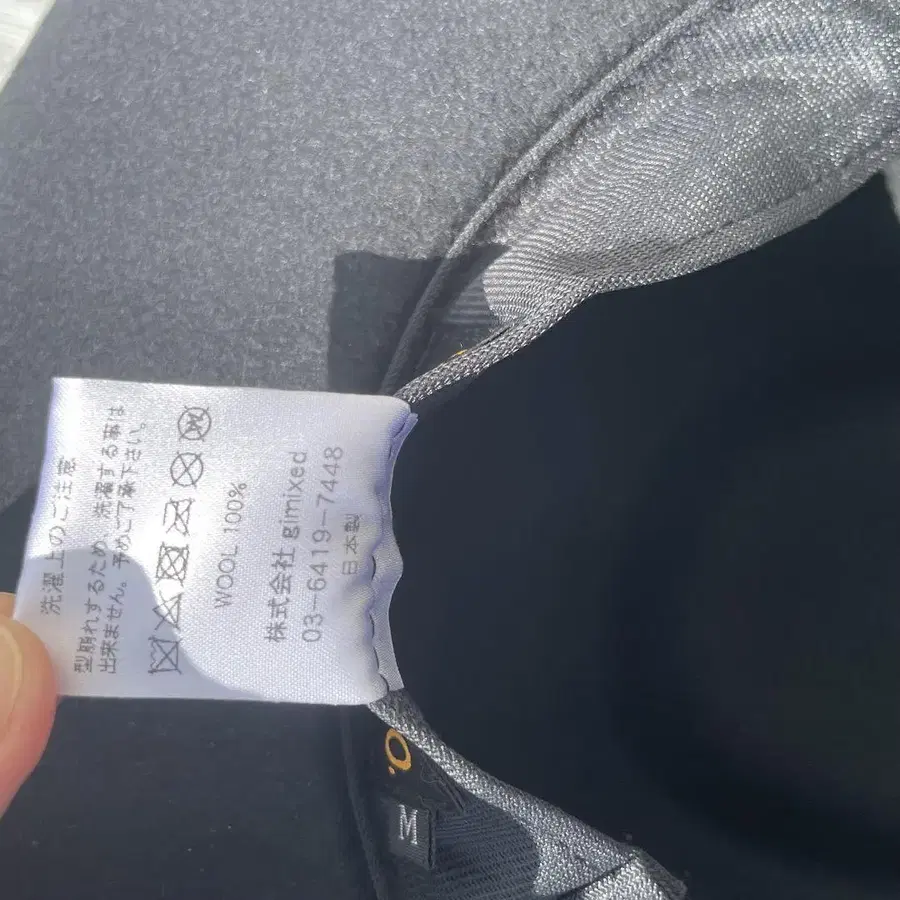 洗濯上のご注意
型崩れするため、洗濯する事は
出来ません。予めご了承下さい。
WOOL 100%
株式会社 gimixed
03-6419-7448
日本製
O.
M